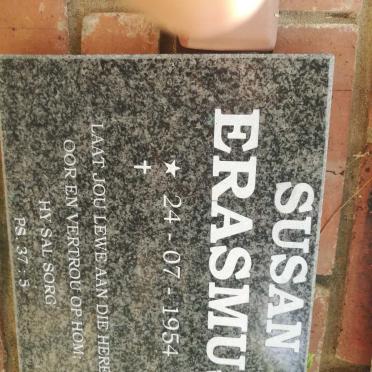 SUSAN
ERASMU
★ 24-07-1954
✝
LAAT JOU LEWE AAN DIE HERE
OOR EN VERTROU OP HOM,
HY SAL SORG
PS. 37 : 5